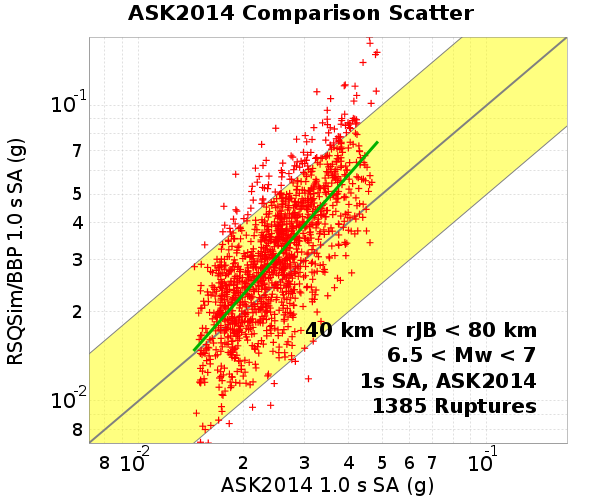 ASK2014 Comparison Scatter
RSQSim/BBP 1.0 s SA (g)
10-1
7
5
4
3
2
10-2
8
40 km < rJB < 80 km
6.5 < Mw < 7
1s SA, ASK2014
1385 Ruptures
8 10-2 2 3 4 5 6 7 10-1
ASK2014 1.0 s SA (g)